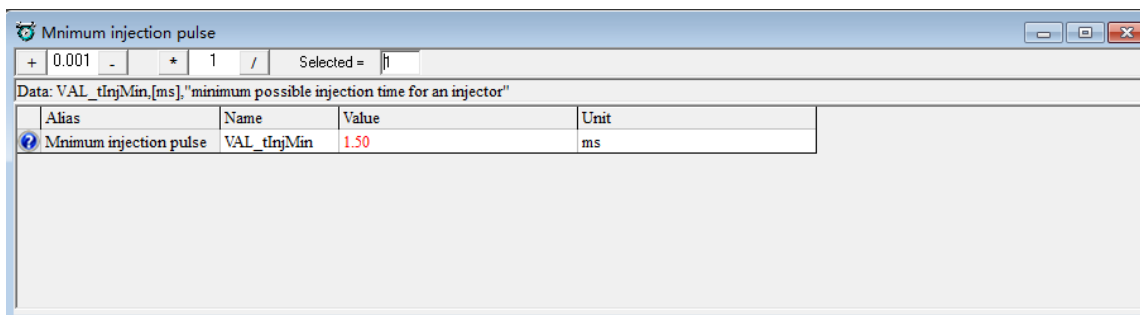 Mnimum injection pulse
+ 0.001 - * 1 / Selected = 1
Data: VAL_tInjMin,[ms],"minimum possible injection time for an injector"
Alias Name Value Unit
? Mnimum injection pulse VAL_tInjMin 1.50 ms